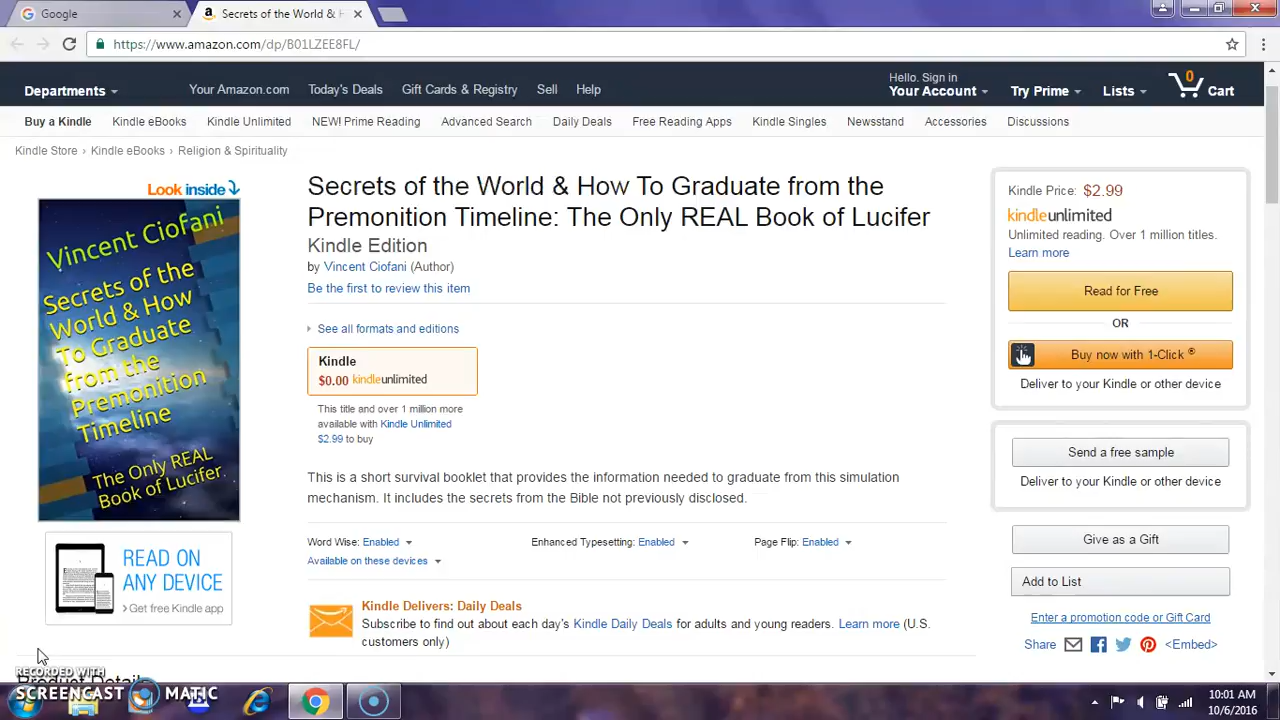 Google
Secrets of the World & H
https://www.amazon.com/dp/B01LZEE8FL/
Departments
Your Amazon.com
Today's Deals
Gift Cards & Registry
Sell
Help
Hello. Sign in
Your Account
Try Prime
Lists
0
Cart
Buy a Kindle
Kindle eBooks
Kindle Unlimited
NEW! Prime Reading
Advanced Search
Daily Deals
Free Reading Apps
Kindle Singles
Newsstand
Accessories
Discussions
Kindle Store › Kindle eBooks › Religion & Spirituality
Look inside
Vincent Ciofani
Secrets of the
World & How
To Graduate
from the
Premonition
Timeline
The Only REAL
Book of Lucifer
READ ON
ANY DEVICE
›Get free Kindle app
Secrets of the World & How To Graduate from the
Premonition Timeline: The Only REAL Book of Lucifer
Kindle Edition
by Vincent Ciofani (Author)
Be the first to review this item
See all formats and editions
Kindle
$0.00 kindleunlimited
This title and over 1 million more
available with Kindle Unlimited
$2.99 to buy
This is a short survival booklet that provides the information needed to graduate from this simulation
mechanism. It includes the secrets from the Bible not previously disclosed.
Word Wise: Enabled
Enhanced Typesetting: Enabled
Page Flip: Enabled
Available on these devices
Kindle Delivers: Daily Deals
Subscribe to find out about each day's Kindle Daily Deals for adults and young readers. Learn more (U.S.
customers only)
Kindle Price: $2.99
kindleunlimited
Unlimited reading. Over 1 million titles.
Learn more
Read for Free
OR
Buy now with 1-Click ®
Deliver to your Kindle or other device
Send a free sample
Deliver to your Kindle or other device
Give as a Gift
Add to List
Enter a promotion code or Gift Card
Share
<Embed>
Product Details
RECORDED WITH
SCREENCAST MATIC
10:01 AM
10/6/2016